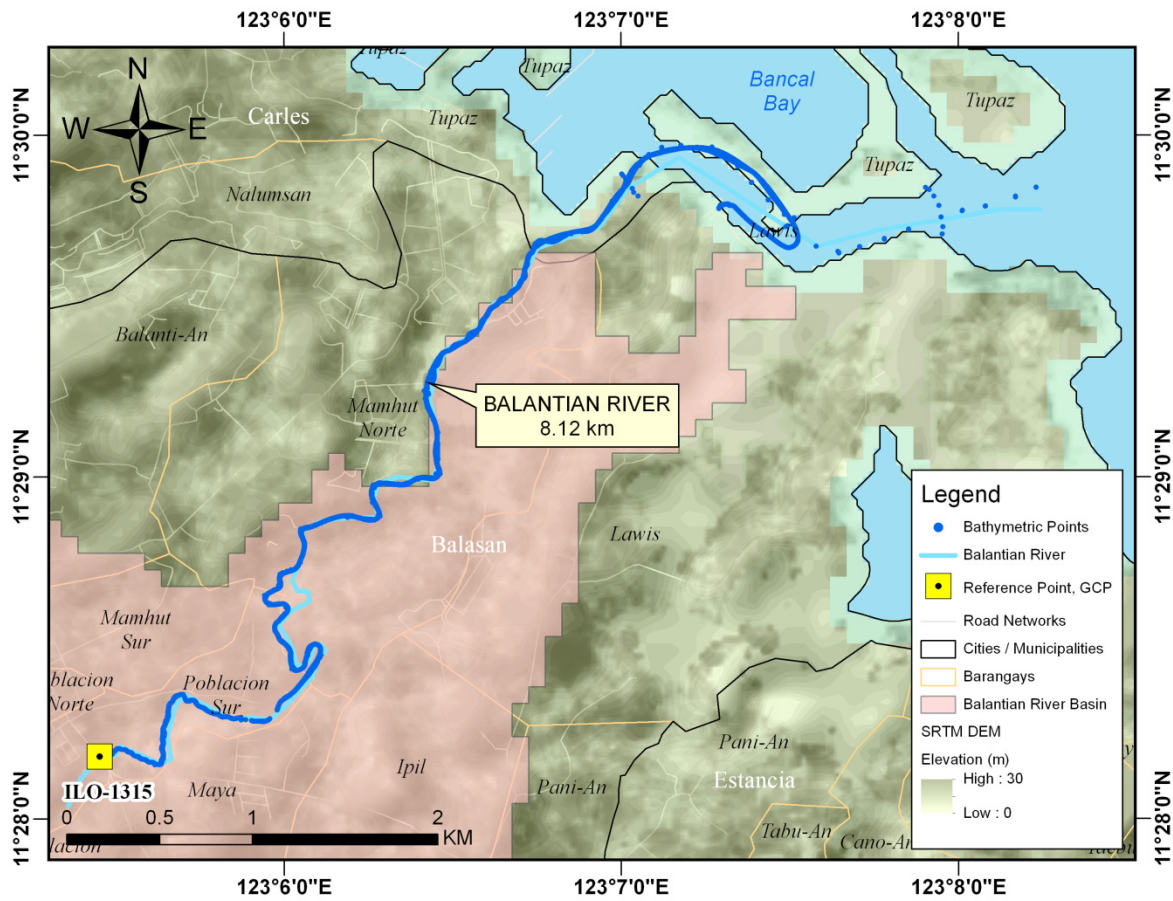 123°6'0"E
123°7'0"E
123°8'0"E
Tupaz
Tupaz
Bancal
Bay
N
W
E
S
Carles
Tupaz
Tupaz
11°30'0"N
11°30'0"N
Nalumsan
Tupaz
Lawis
Balanti-An
Mamhut
Norte
BALANTIAN RIVER
8.12 km
11°29'0"N
11°29'0"N
Balasan
Lawis
Mamhut
Sur
blacion
Norte
Poblacion
Sur
ILO-1315
Maya
Ipil
Pani-An
Pani-An
Estancia
Tabu-An
Cano-An
lacion
11°28'0"N
11°28'0"N
0
0.5
1
2
KM
Legend
Bathymetric Points
Balantian River
Reference Point, GCP
Road Networks
Cities / Municipalities
Barangays
Balantian River Basin
SRTM DEM
Elevation (m)
High : 30
Low : 0
123°6'0"E
123°7'0"E
123°8'0"E